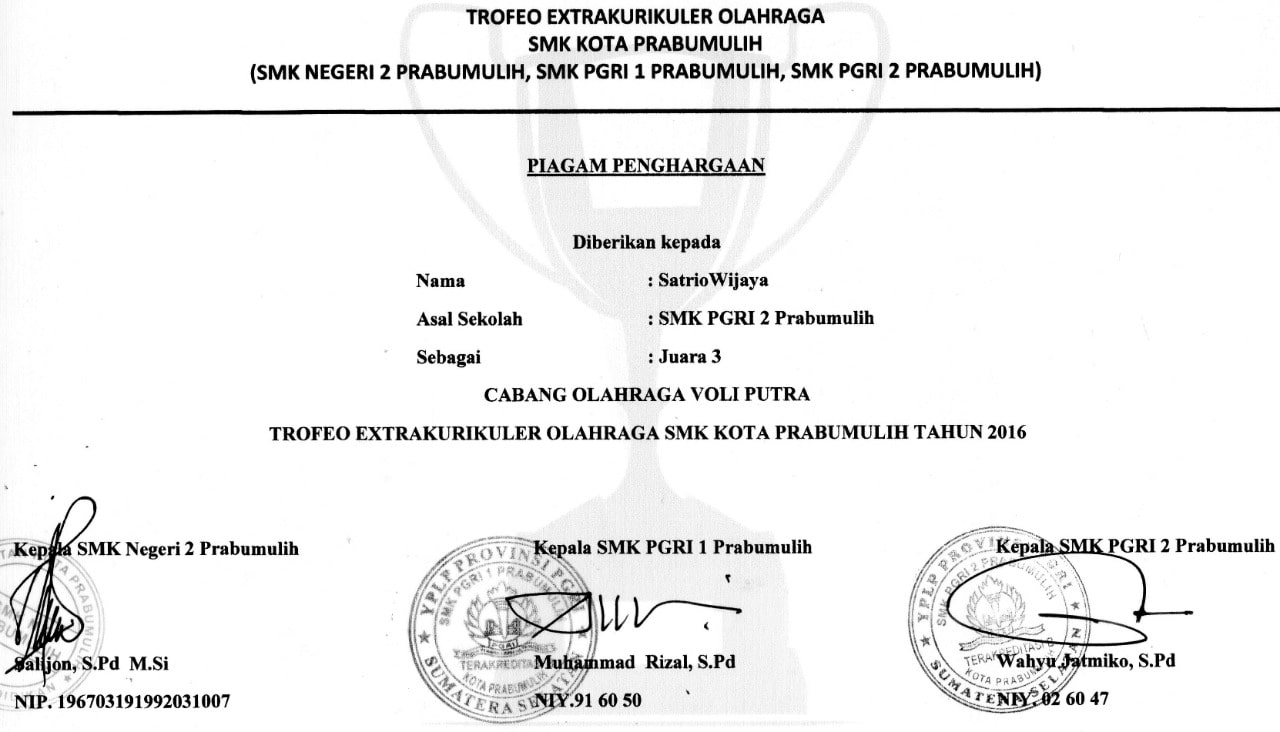 TROFEO EXTRAKURIKULER OLAHRAGA
SMK KOTA PRABUMULIH
(SMK NEGERI 2 PRABUMULIH, SMK PGRI 1 PRABUMULIH, SMK PGRI 2 PRABUMULIH)
PIAGAM PENGHARGAAN
Diberikan kepada
Nama : SatrioWijaya
Asal Sekolah : SMK PGRI 2 Prabumulih
Sebagai : Juara 3
CABANG OLAHRAGA VOLI PUTRA
TROFEO EXTRAKURIKULER OLAHRAGA SMK KOTA PRABUMULIH TAHUN 2016
Kepala SMK Negeri 2 Prabumulih
Salijon, S.Pd M.Si
NIP. 196703191992031007
Kepala SMK PGRI 1 Prabumulih
YPLP PROVINSI PGRI
SMK PGRI 1 PRABUMULIH
PGRI
TERAKREDITASI
KOTA PRABUMULIH
SUMATERA SELATAN
Muhammad Rizal, S.Pd
NIY.91 60 50
Kepala SMK PGRI 2 Prabumulih
YPLP PROVINSI PGRI
SMK PGRI 2 PRABUMULIH
TERAKREDITASI B
KOTA PRABUMULIH
SUMATERA SELATAN
Wahyu Jatmiko, S.Pd
NIY. 02 60 47